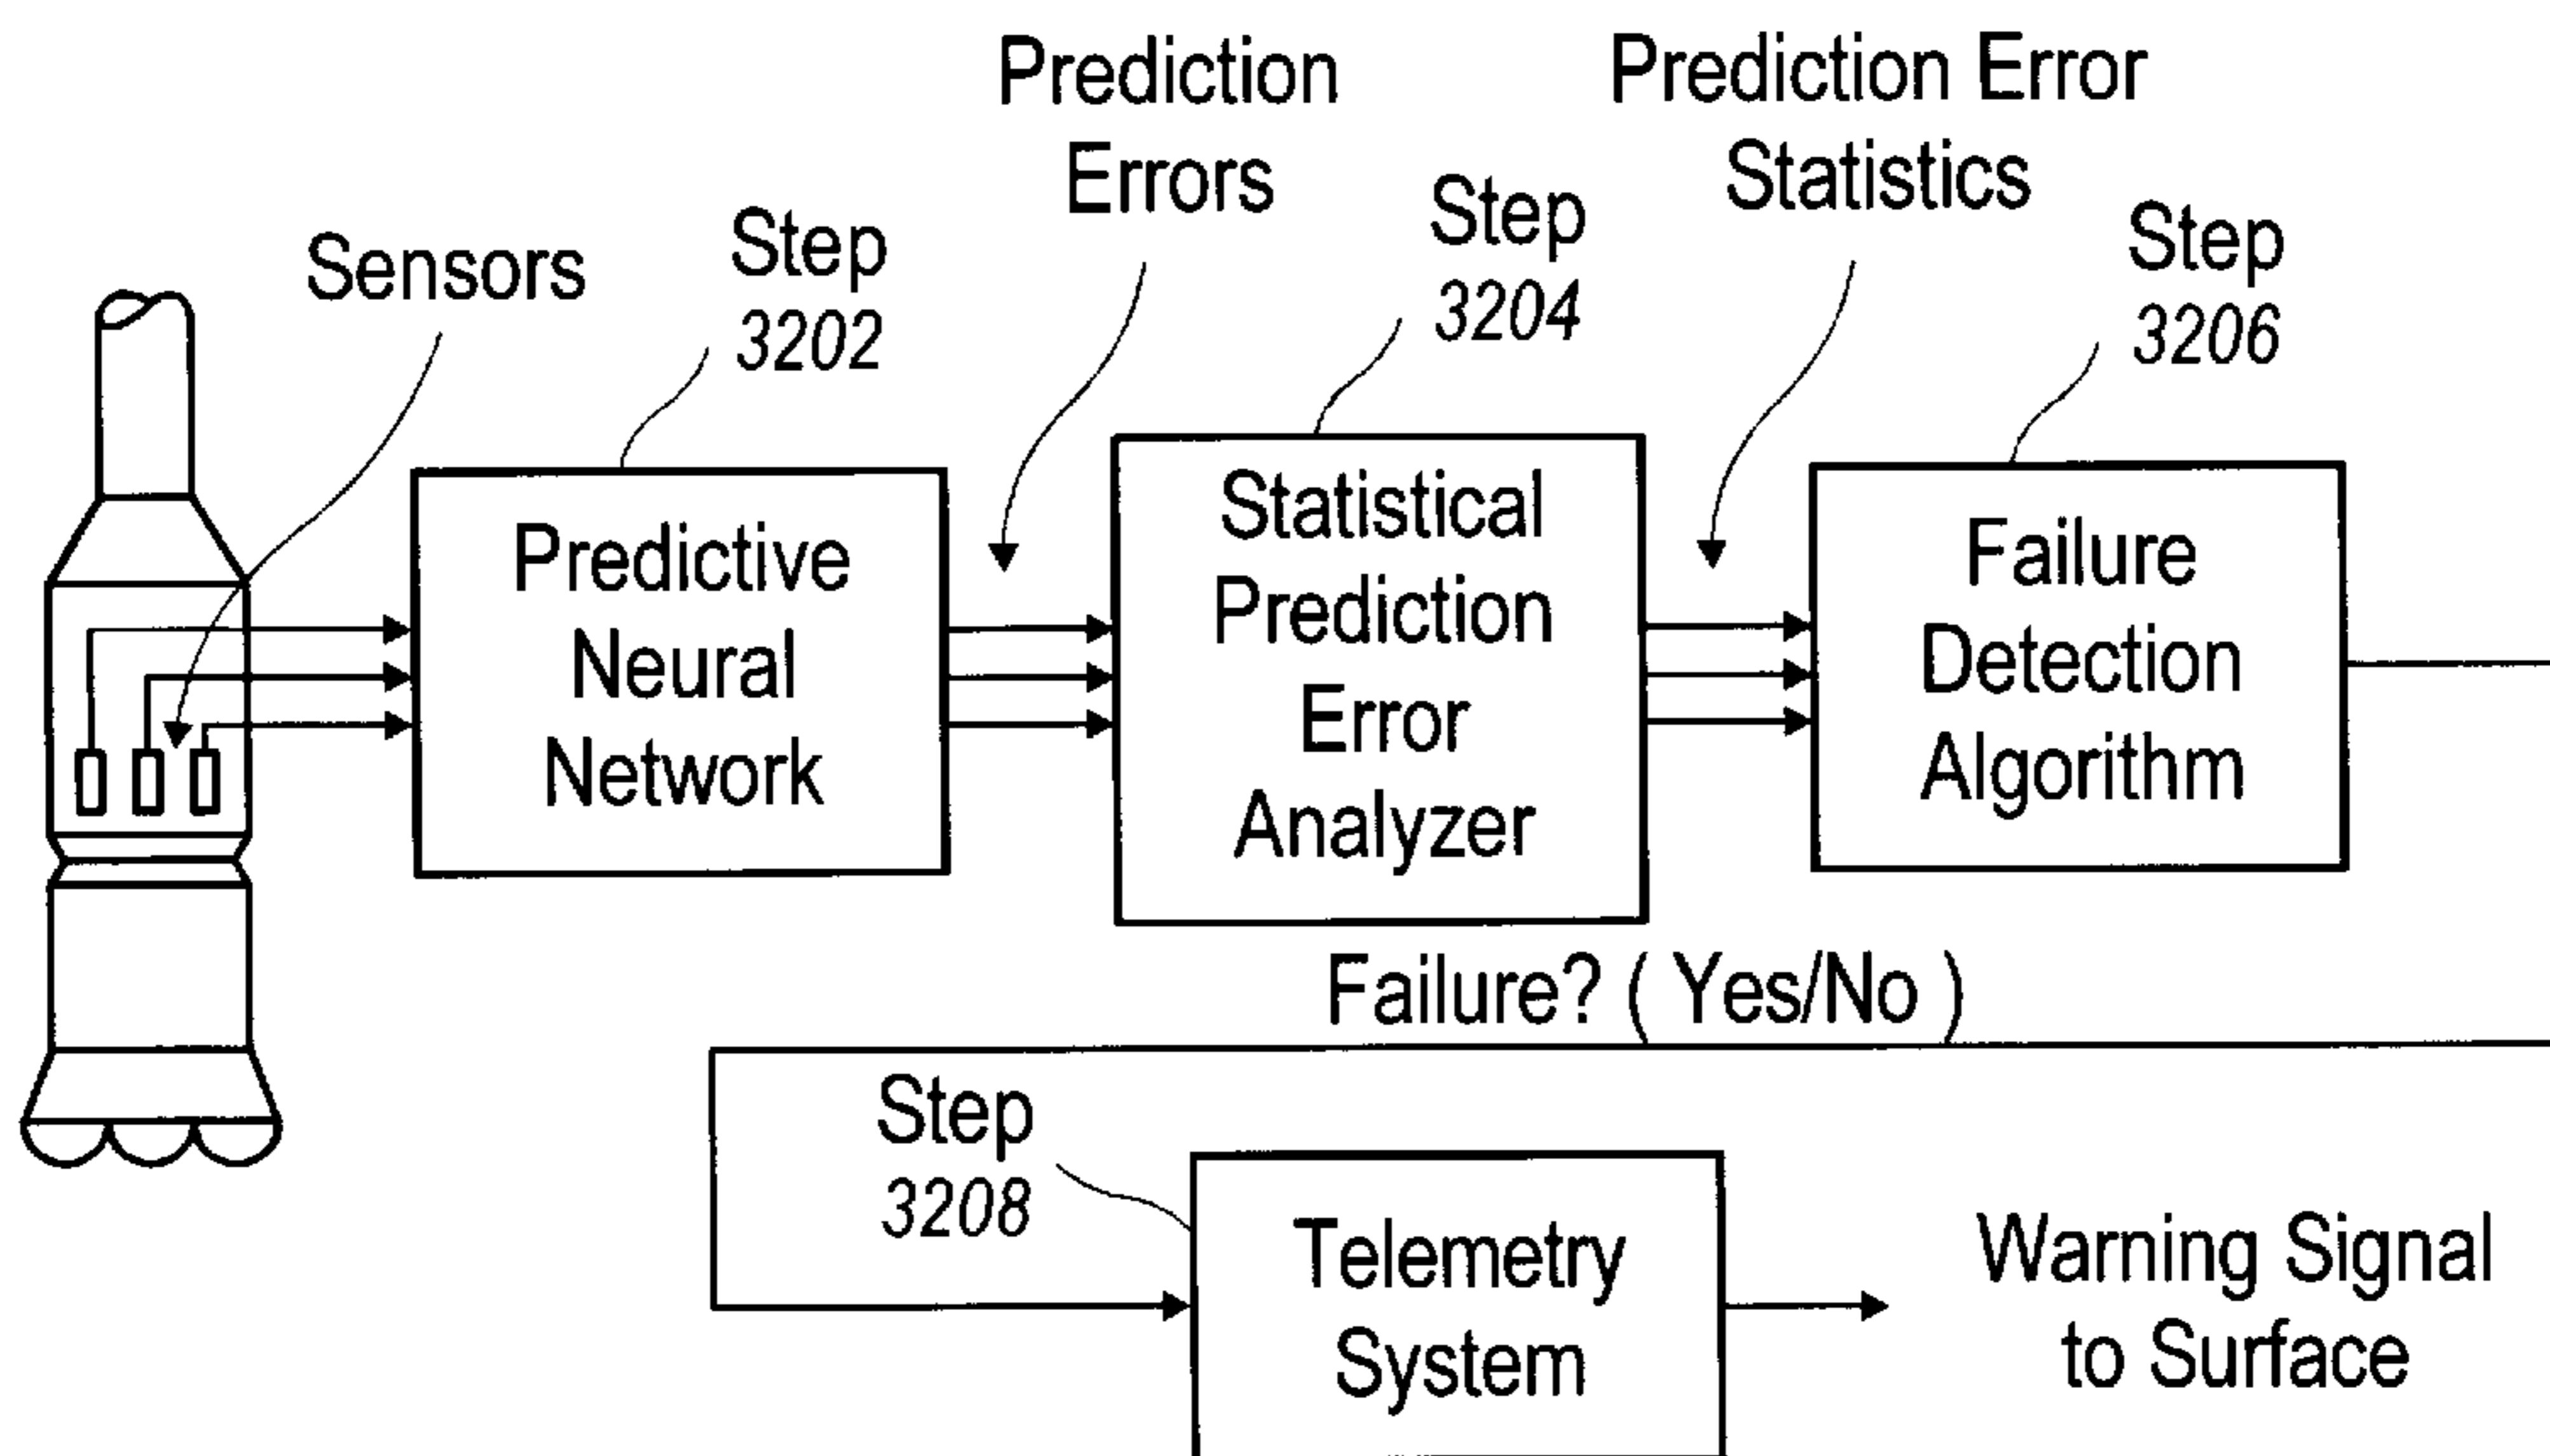 Prediction
Errors
Prediction Error
Statistics
Sensors
Step
3202
Step
3204
Step
3206
Predictive
Neural
Network
Statistical
Prediction
Error
Analyzer
Failure
Detection
Algorithm
Failure? ( Yes/No )
Step
3208
Telemetry
System
Warning Signal
to Surface